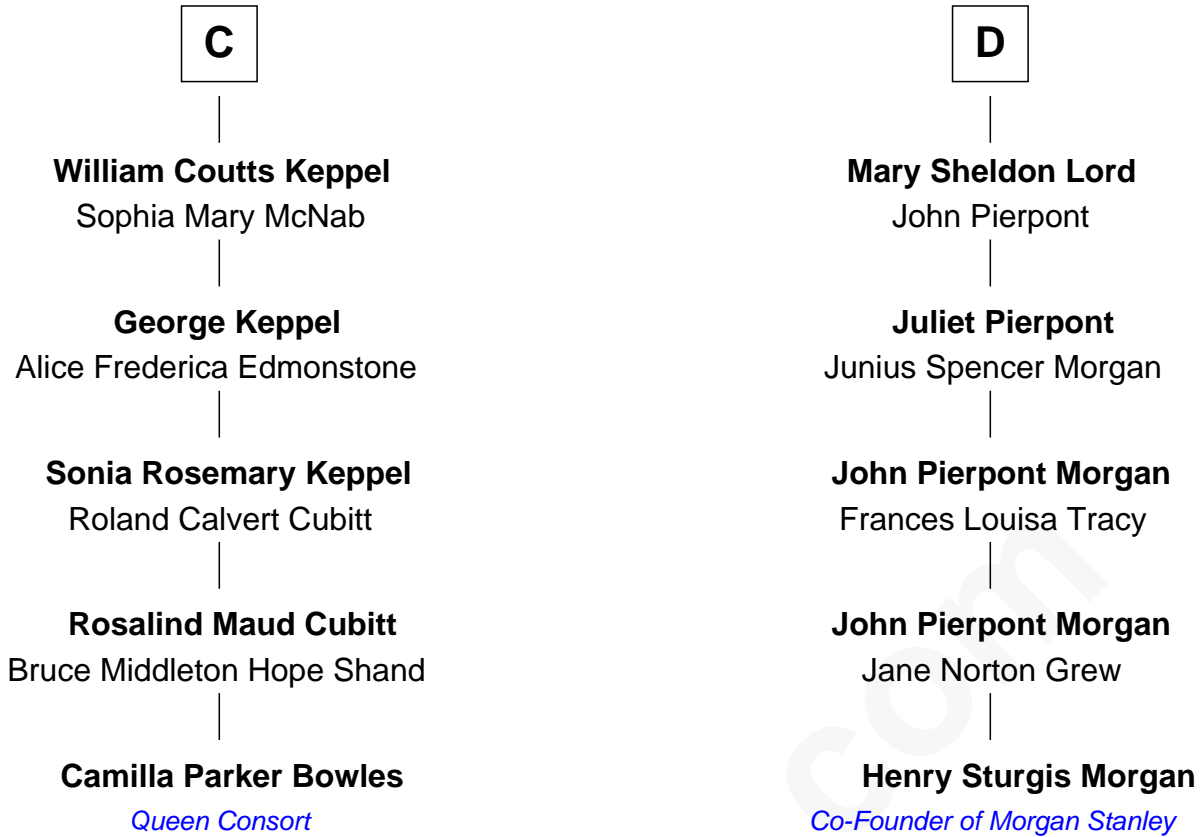 C
William Coutts Keppel
Sophia Mary McNab
George Keppel
Alice Frederica Edmonstone
Sonia Rosemary Keppel
Roland Calvert Cubitt
Rosalind Maud Cubitt
Bruce Middleton Hope Shand
Camilla Parker Bowles
Queen Consort
D
Mary Sheldon Lord
John Pierpont
Juliet Pierpont
Junius Spencer Morgan
John Pierpont Morgan
Frances Louisa Tracy
John Pierpont Morgan
Jane Norton Grew
Henry Sturgis Morgan
Co-Founder of Morgan Stanley
com